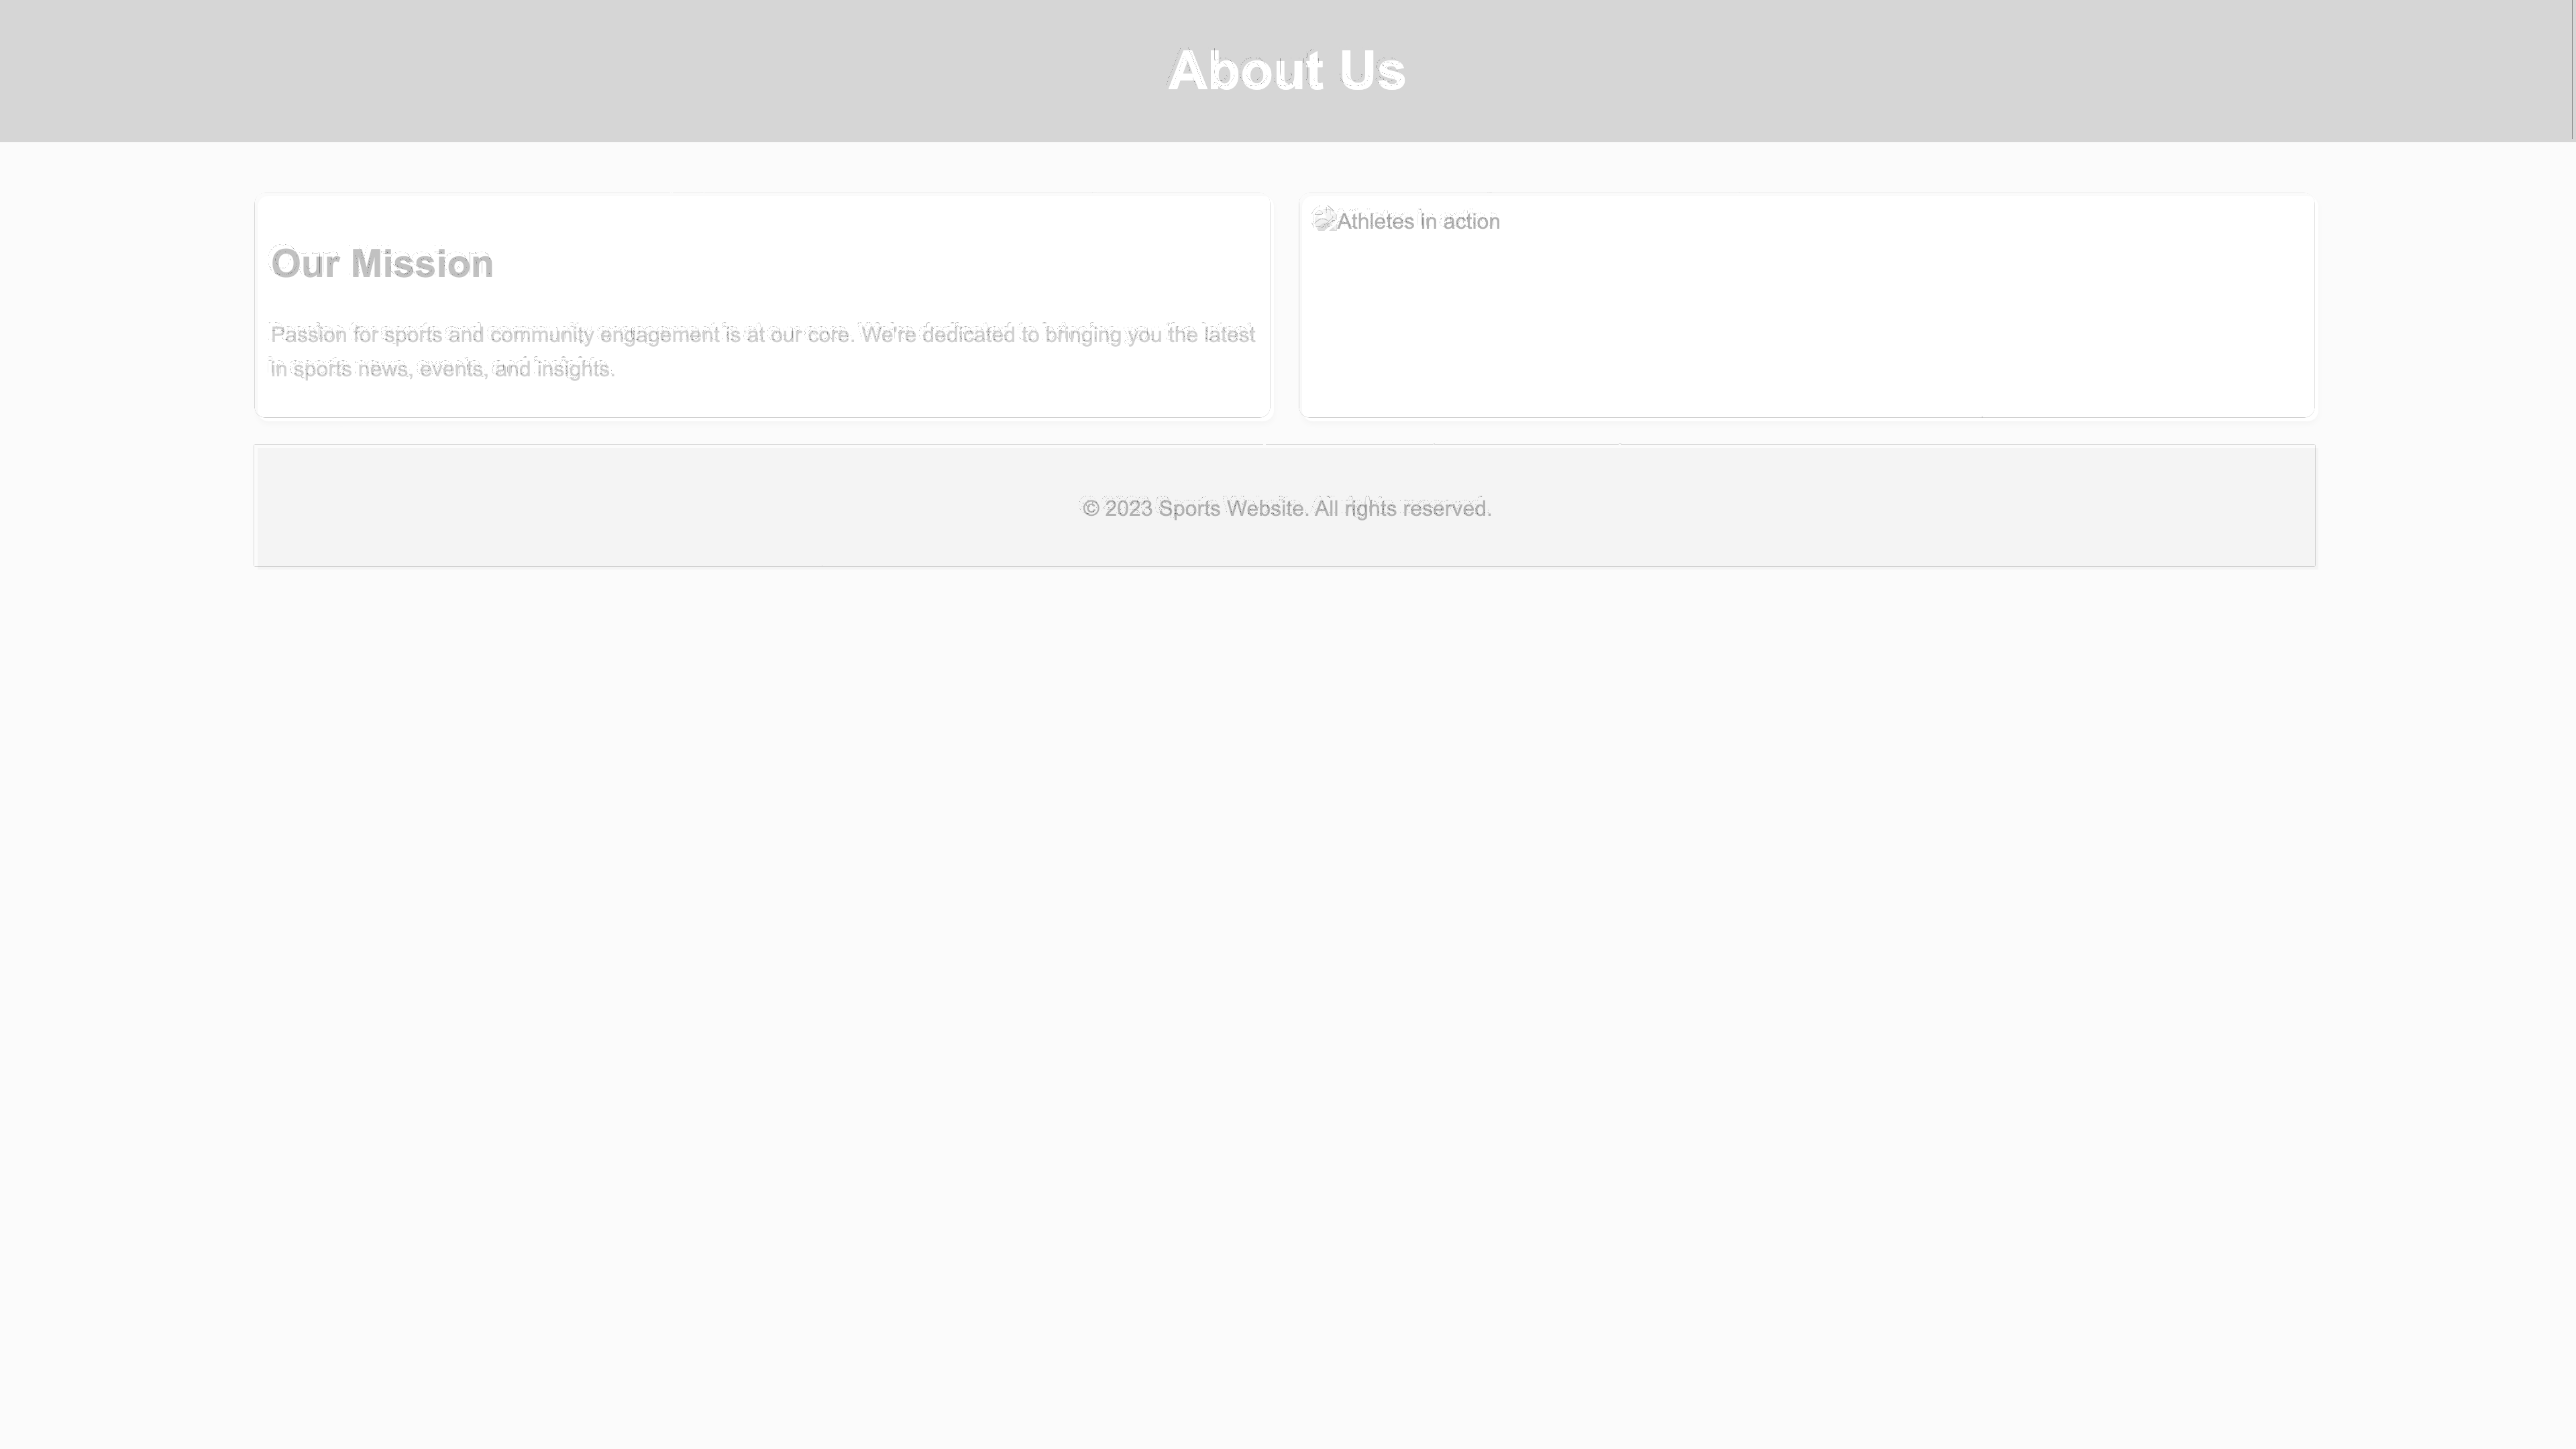 About Us
Our Mission
Passion for sports and community engagement is at our core. We're dedicated to bringing you the latest
in sports news, events, and insights.
Athletes in action
© 2023 Sports Website. All rights reserved.